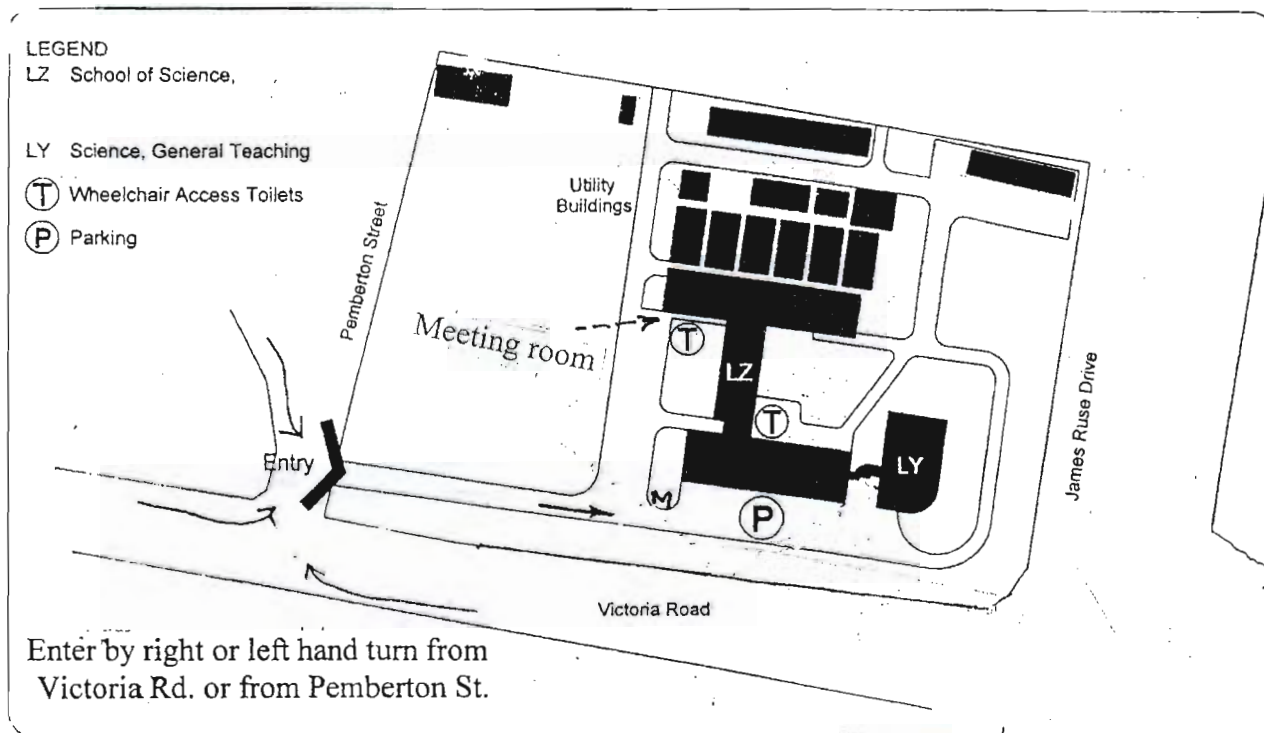 LEGEND
LZ School of Science,
LY Science, General Teaching
T Wheelchair Access Toilets
P Parking
Utility
Buildings
Pemberton Street
Meeting room
T
LZ
T
LY
James Ruse Drive
Entry
M
P
Victoria Road
Enter by right or left hand turn from
Victoria Rd. or from Pemberton St.